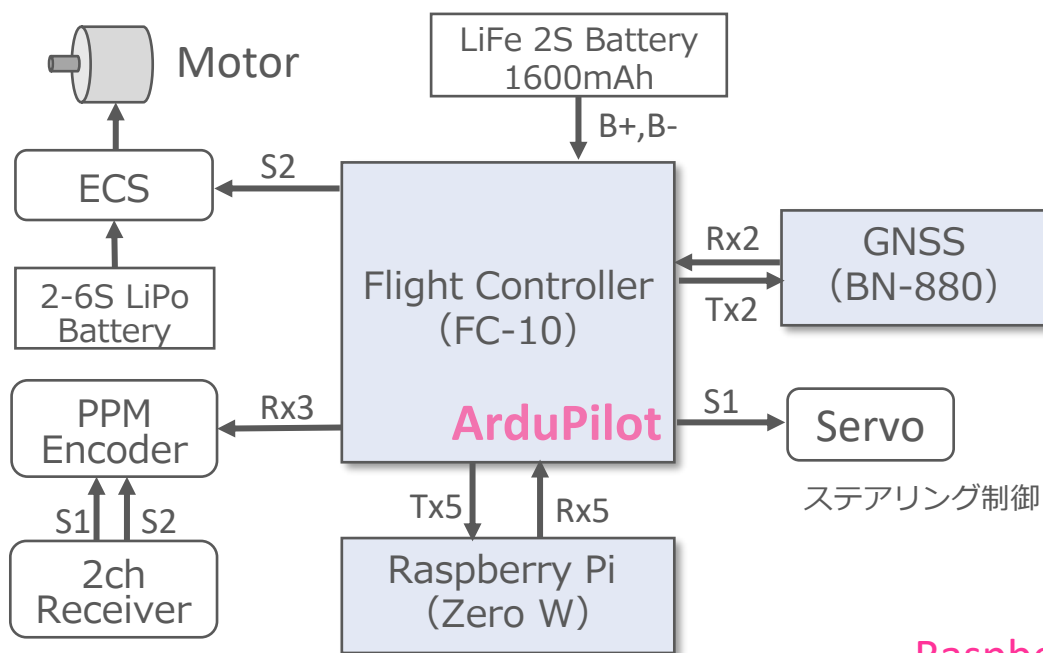 Motor
LiFe 2S Battery
1600mAh
B+,B-
ECS
S2
2-6S LiPo
Battery
Flight Controller
(FC-10)
ArduPilot
Rx2
Tx2
GNSS
(BN-880)
PPM
Encoder
Rx3
S1
Servo
ステアリング制御
S1
S2
2ch
Receiver
Tx5
Rx5
Raspberry Pi
(Zero W)